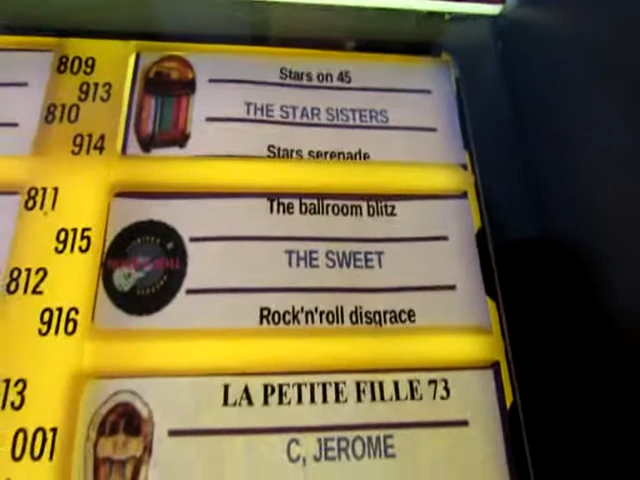 809
913
810
914
Stars on 45
THE STAR SISTERS
Stars serenade
811
915
812
916
The ballroom blitz
THE SWEET
Rock'n'roll disgrace
13
001
LA PETITE FILLE 73
C, JEROME